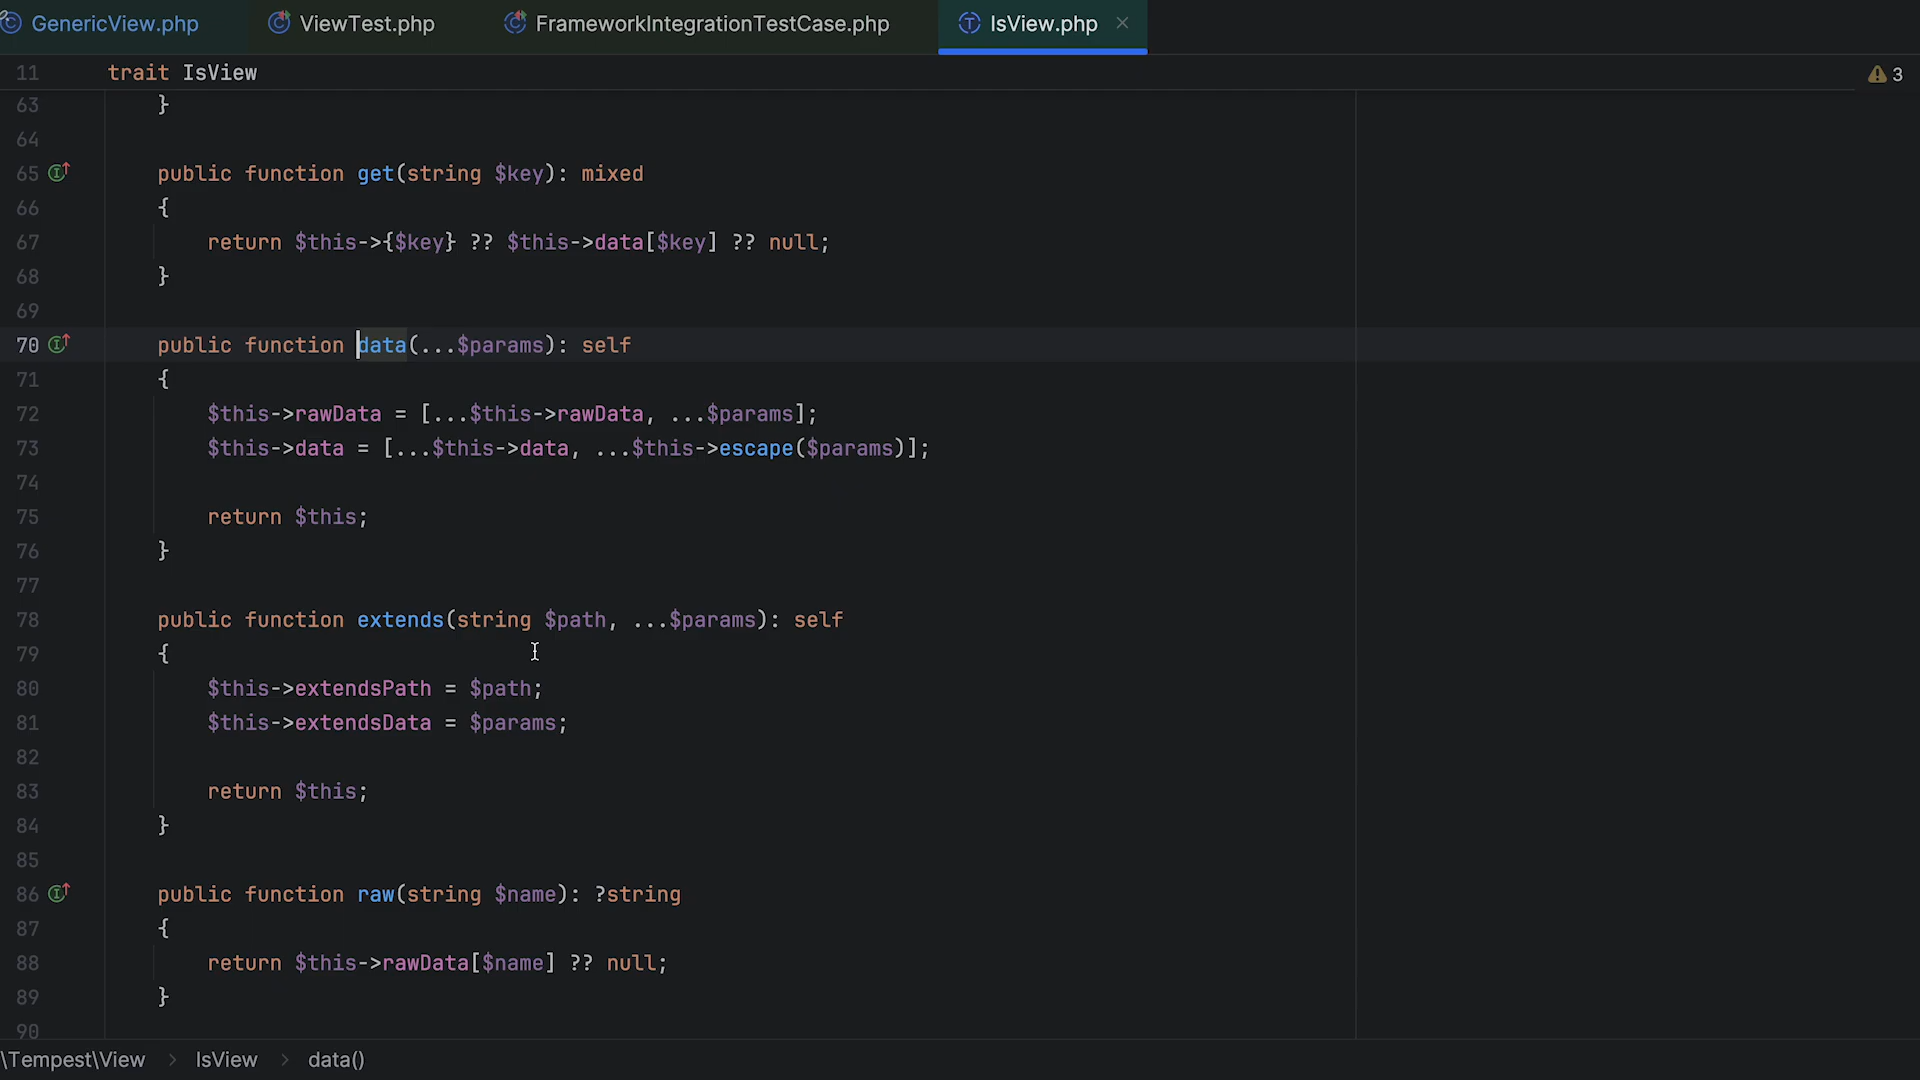 GenericView.php ViewTest.php FrameworkIntegrationTestCase.php IsView.php
11 trait IsView 3
63 }
64
65 public function get(string $key): mixed
66 {
67 return $this->{$key} ?? $this->data[$key] ?? null;
68 }
69
70 public function data(...$params): self
71 {
72 $this->rawData = [...$this->rawData, ...$params];
73 $this->data = [...$this->data, ...$this->escape($params)];
74
75 return $this;
76 }
77
78 public function extends(string $path, ...$params): self
79 {
80 $this->extendsPath = $path;
81 $this->extendsData = $params;
82
83 return $this;
84 }
85
86 public function raw(string $name): ?string
87 {
88 return $this->rawData[$name] ?? null;
89 }
90
\Tempest\View > IsView > data()